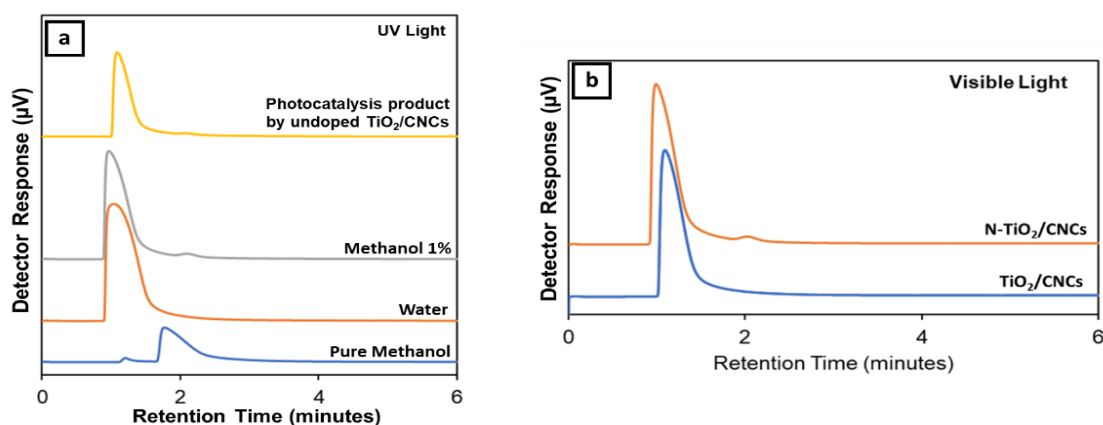 a
UV Light
Photocatalysis product
by undoped TiO₂/CNCs
Methanol 1%
Water
Pure Methanol
Detector Response (µV)
0 2 4 6
Retention Time (minutes)
b
Visible Light
N-TiO₂/CNCs
TiO₂/CNCs
Detector Response (µV)
0 2 4 6
Retention Time (minutes)